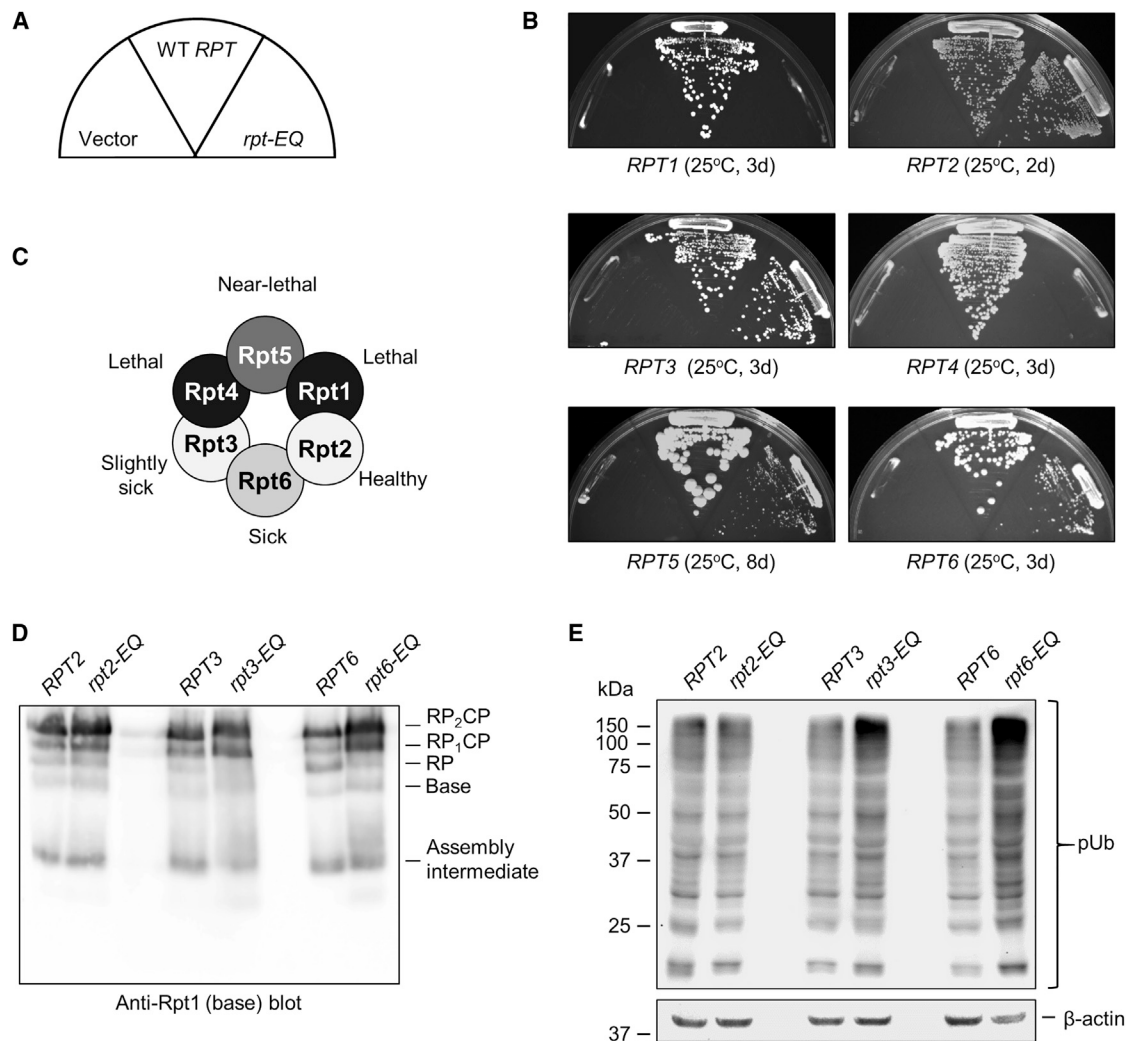 A
WT RPT
Vector
rpt-EQ
B
RPT1 (25°C, 3d)
RPT2 (25°C, 2d)
RPT3 (25°C, 3d)
RPT4 (25°C, 3d)
RPT5 (25°C, 8d)
RPT6 (25°C, 3d)
C
Near-lethal
Lethal
Rpt5
Lethal
Rpt4
Rpt1
Rpt3
Rpt2
Slightly
sick
Rpt6
Healthy
Sick
D
RPT2
rpt2-EQ
RPT3
rpt3-EQ
RPT6
rpt6-EQ
RP₂CP
RP₁CP
RP
Base
Assembly
intermediate
Anti-Rpt1 (base) blot
E
RPT2
rpt2-EQ
RPT3
rpt3-EQ
RPT6
rpt6-EQ
kDa
150
100
75
50
37
25
pUb
β-actin
37